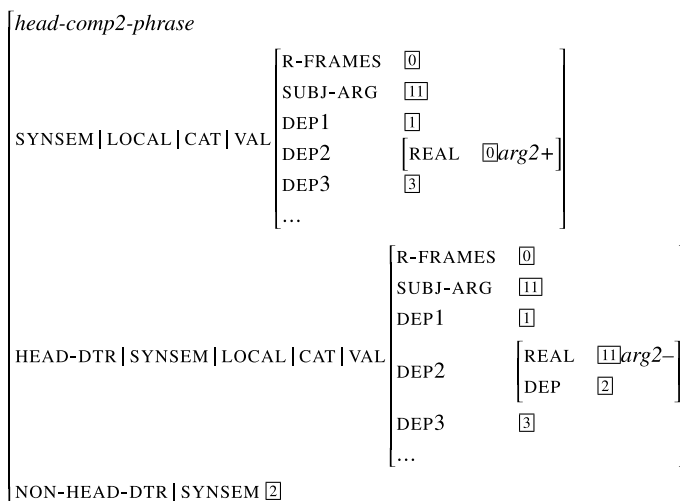 head-comp2-phrase
SYNSEM|LOCAL|CAT|VAL
R-FRAMES 0
SUBJ-ARG 11
DEP1 1
DEP2 [REAL 0 arg2+]
DEP3 3
...
HEAD-DTR|SYNSEM|LOCAL|CAT|VAL
R-FRAMES 0
SUBJ-ARG 11
DEP1 1
DEP2
REAL 11 arg2–
DEP 2
DEP3 3
...
NON-HEAD-DTR|SYNSEM 2